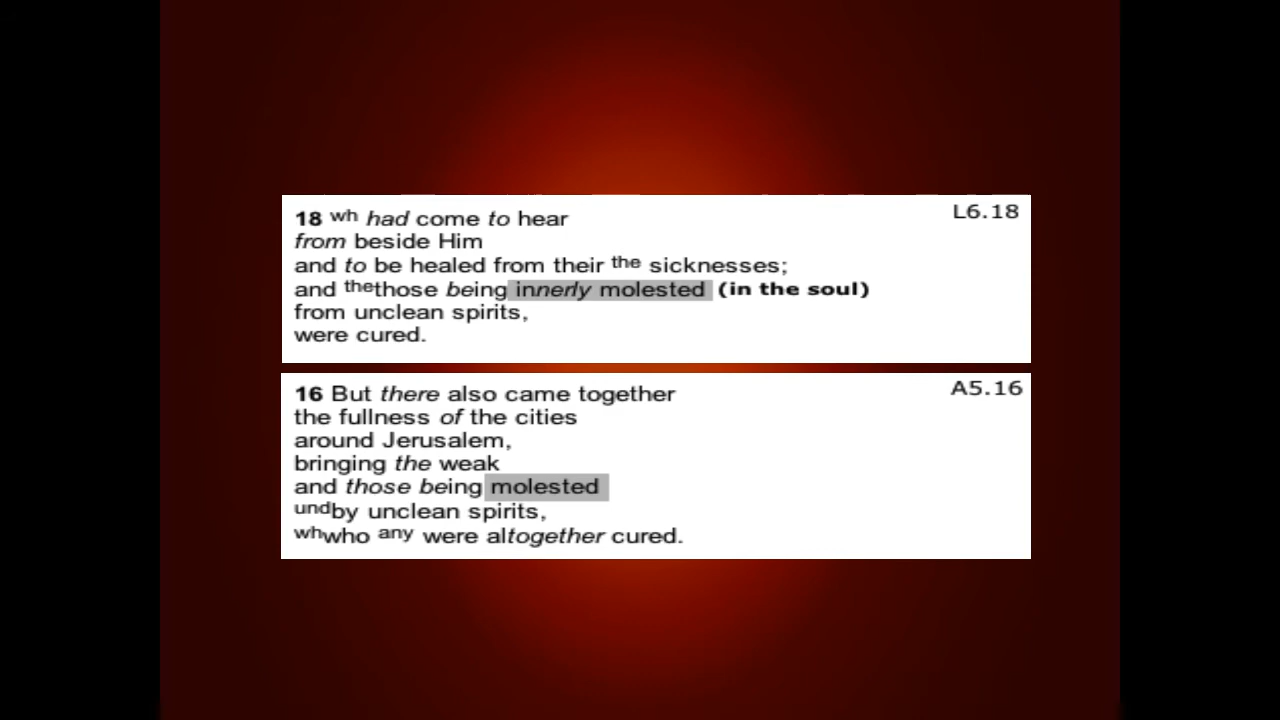 18 wh had come to hear L6.18
from beside Him
and to be healed from their the sicknesses;
and thethose being innerly molested (in the soul)
from unclean spirits,
were cured.
16 But there also came together A5.16
the fullness of the cities
around Jerusalem,
bringing the weak
and those being molested
undby unclean spirits,
whwho any were altogether cured.